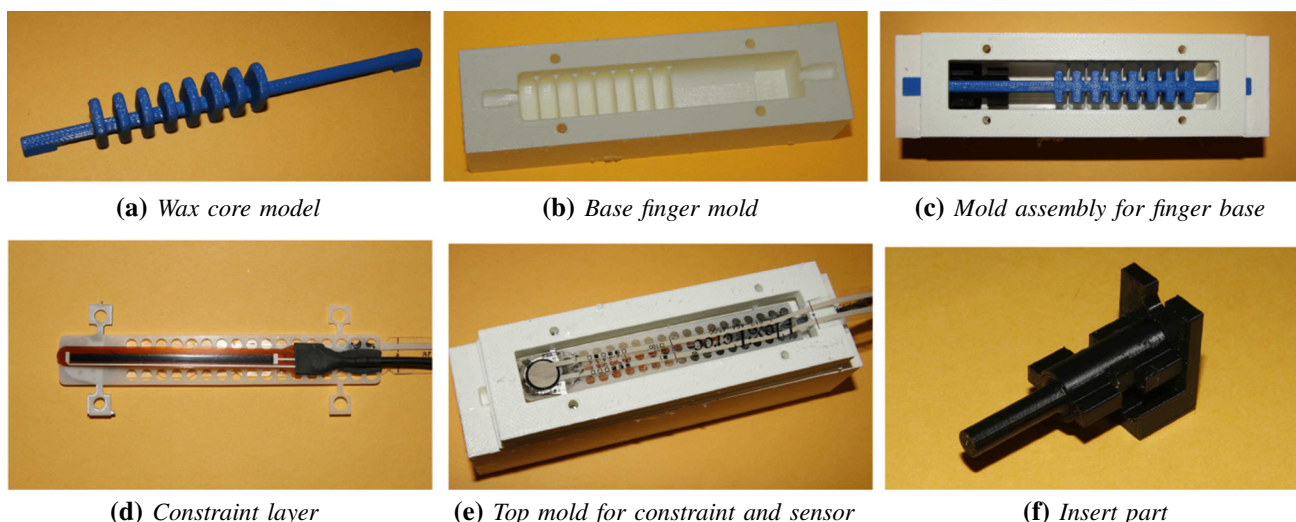 (a) Wax core model
(b) Base finger mold
(c) Mold assembly for finger base
(d) Constraint layer
(e) Top mold for constraint and sensor
(f) Insert part